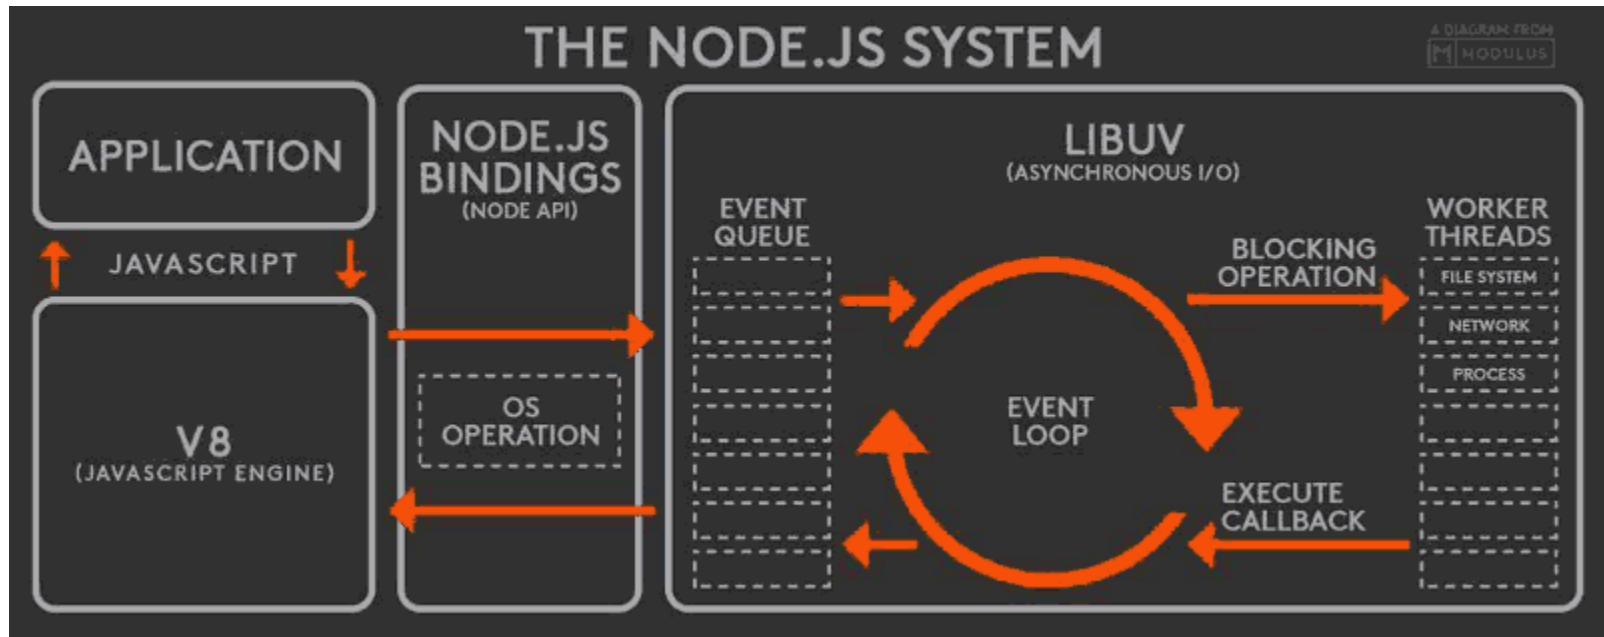 THE NODE.JS SYSTEM
A DIAGRAM FROM
MODULUS
APPLICATION
JAVASCRIPT
V8
(JAVASCRIPT ENGINE)
NODE.JS
BINDINGS
(NODE API)
OS
OPERATION
LIBUV
(ASYNCHRONOUS I/O)
EVENT
QUEUE
EVENT
LOOP
BLOCKING
OPERATION
EXECUTE
CALLBACK
WORKER
THREADS
FILE SYSTEM
NETWORK
PROCESS